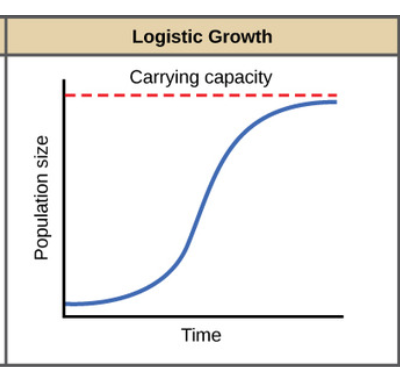 Logistic Growth
Carrying capacity
Population size
Time